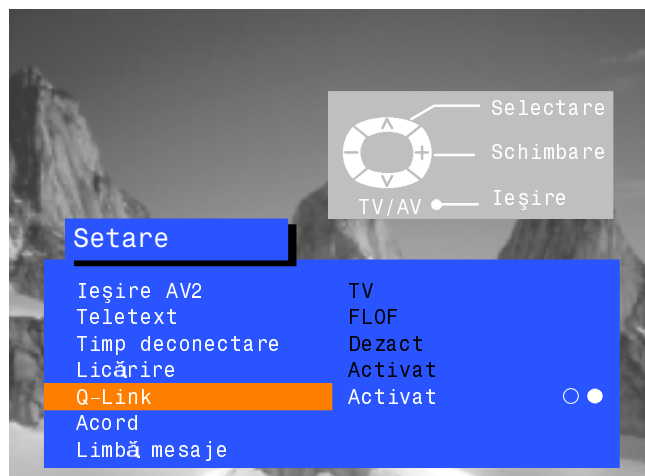 Selectare
Schimbare
TV/AV Ieşire
Setare
Ieşire AV2 TV
Teletext FLOF
Timp deconectare Dezact
Licărire Activat
Q-Link Activat
Acord
Limbă mesaje